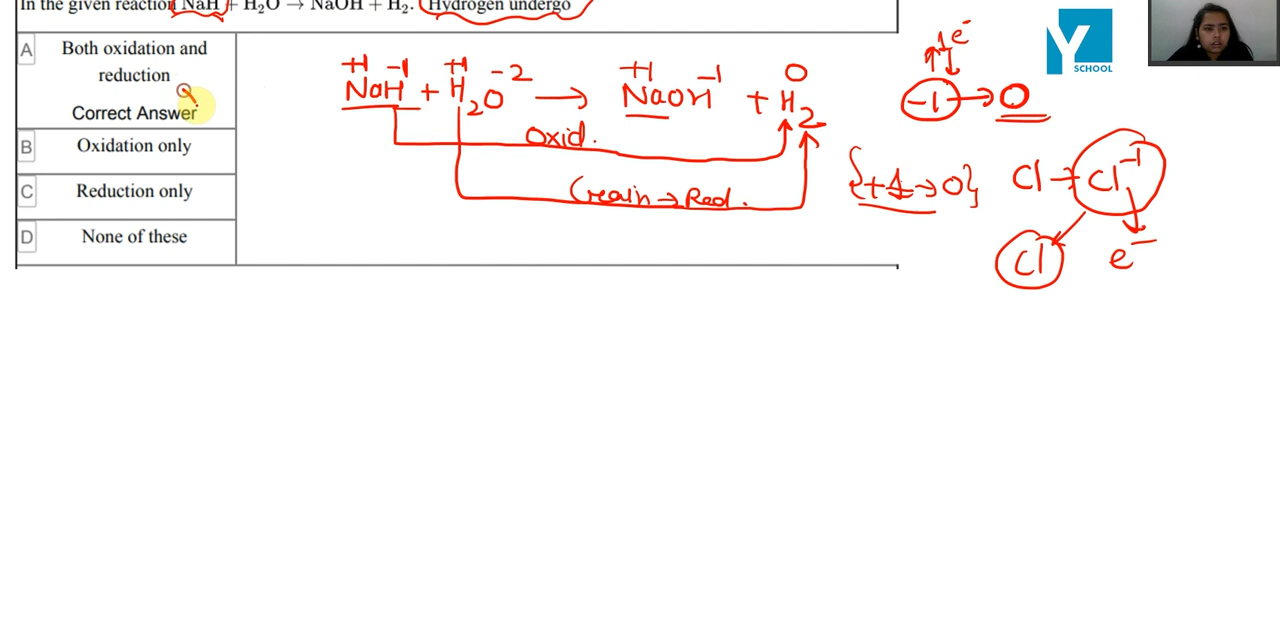 In the given reaction NaH + H₂O → NaOH + H₂. Hydrogen undergo
A Both oxidation and
reduction
Correct Answer
B Oxidation only
C Reduction only
D None of these
+1 -1 +1 -2 +1 -1 0
NaH + H₂O → NaOH + H₂
Oxid.
(Gain → Red.
1e⁻
-1 → 0
{+1 → 0} Cl → Cl⁻¹
Cl e⁻
Y
SCHOOL